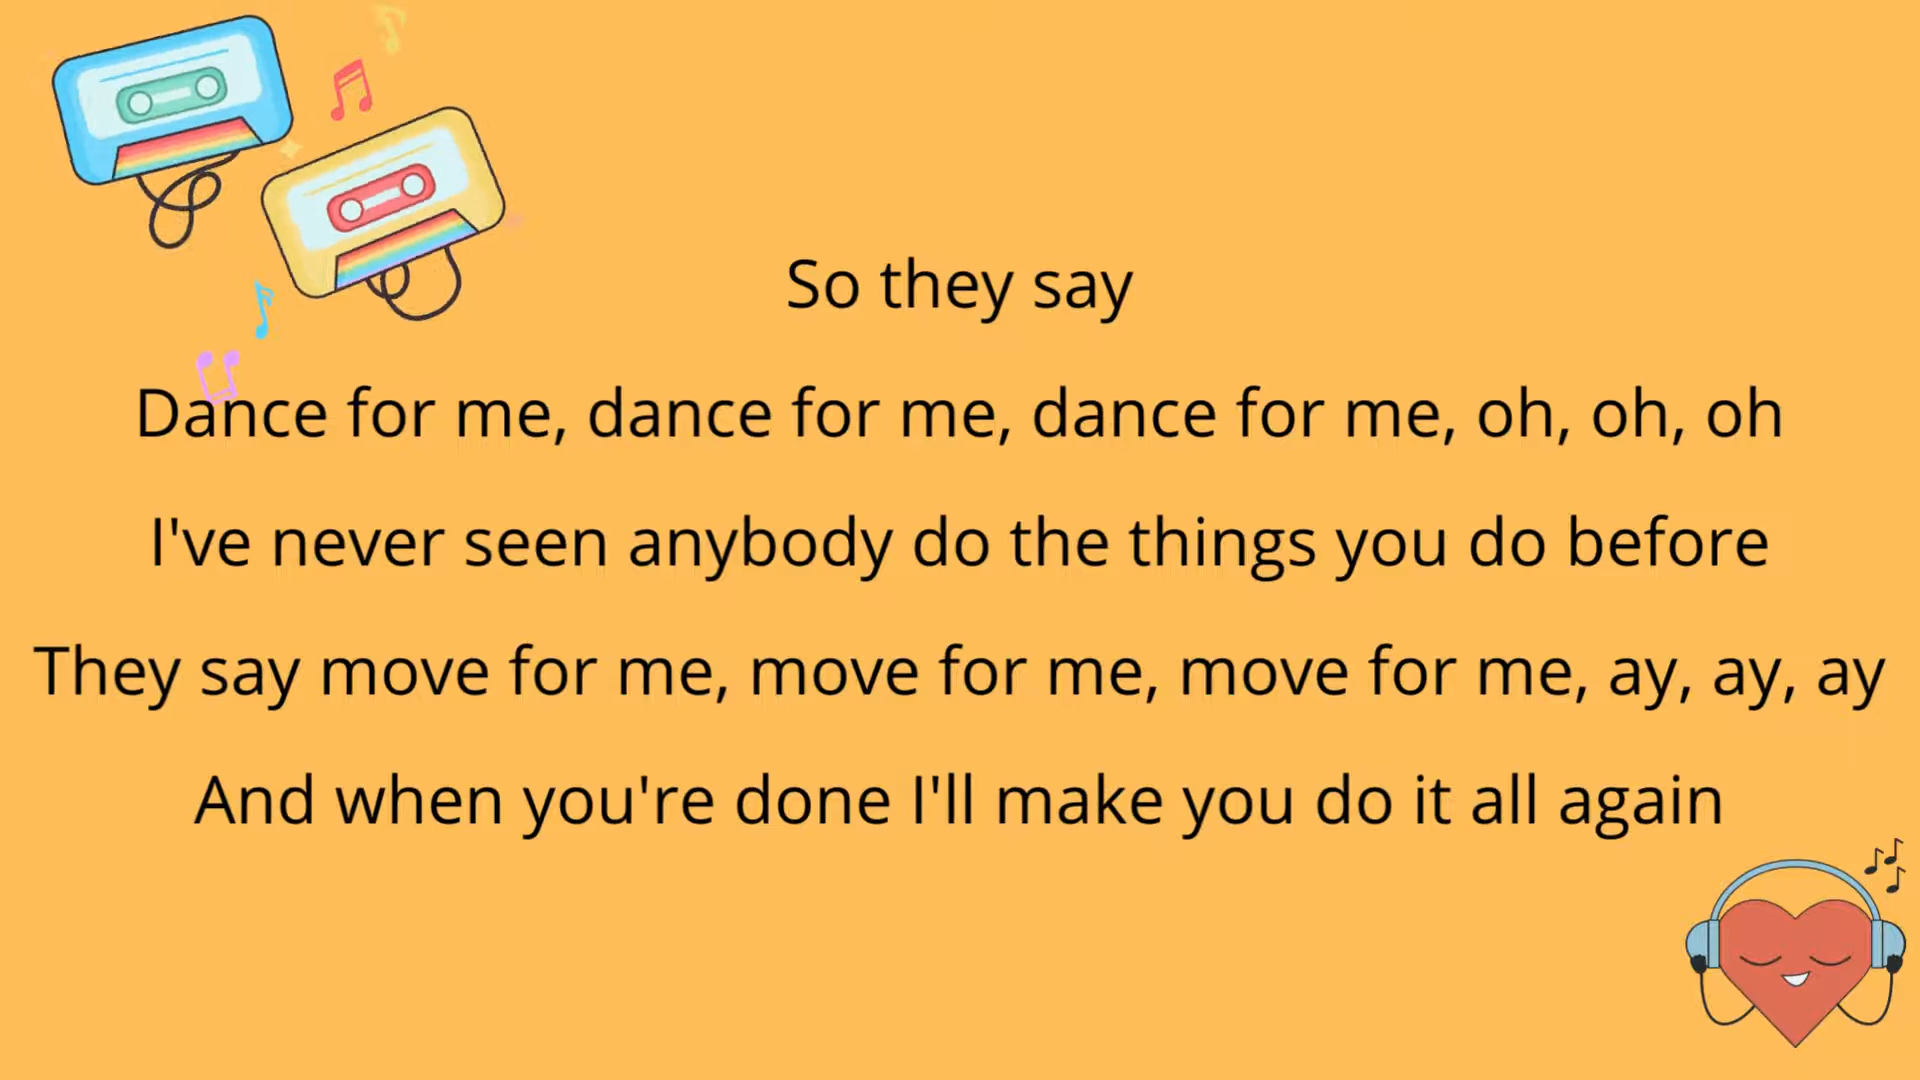 So they say
Dance for me, dance for me, dance for me, oh, oh, oh
I've never seen anybody do the things you do before
They say move for me, move for me, move for me, ay, ay, ay
And when you're done I'll make you do it all again